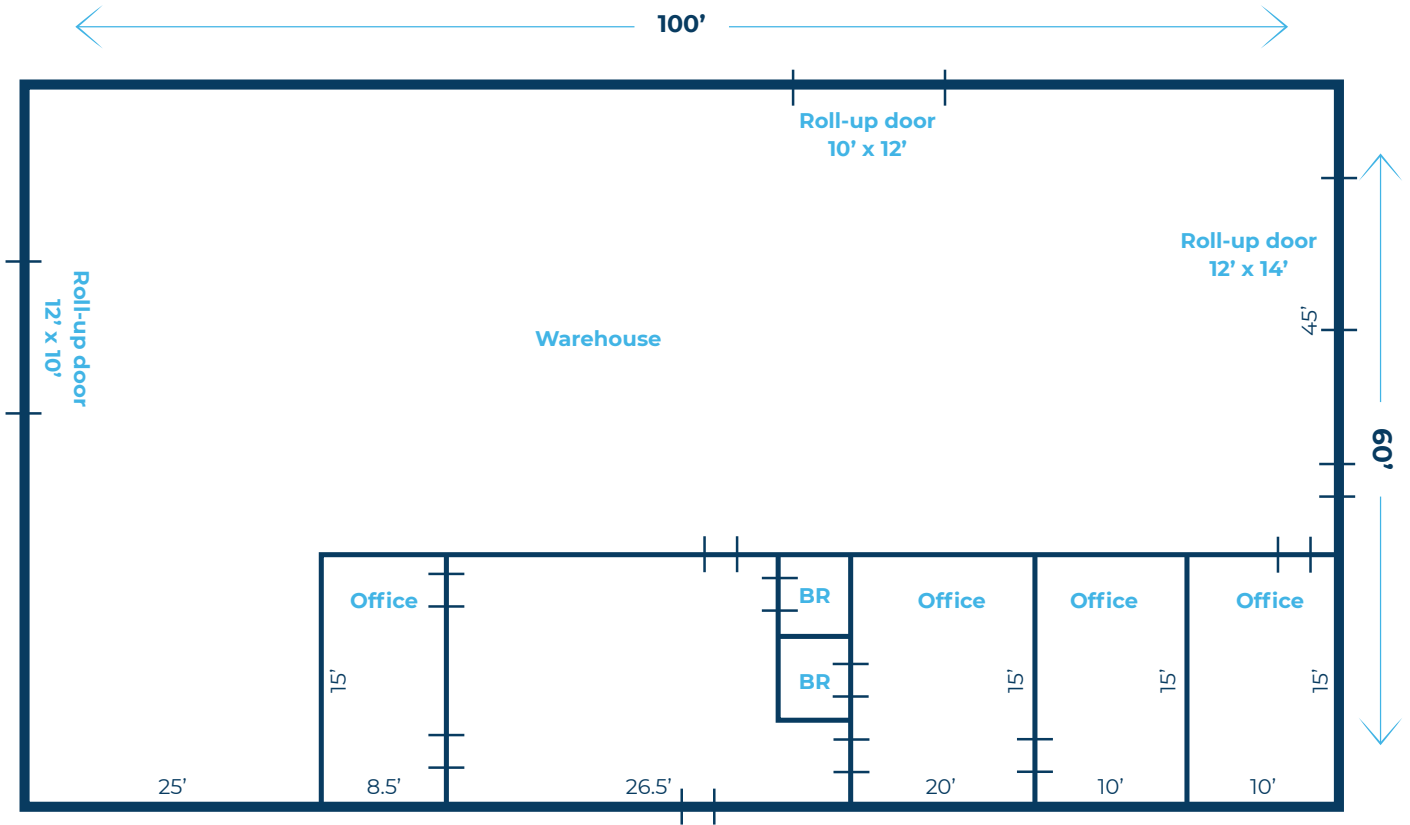 100’
Roll-up door
10’ x 12’
Roll-up door
12’ x 14’
Roll-up door
12’ x 10’
45’
Warehouse
60’
Office
BR
Office
Office
Office
BR
15’
15’
15’
15’
25’
8.5’
26.5’
20’
10’
10’